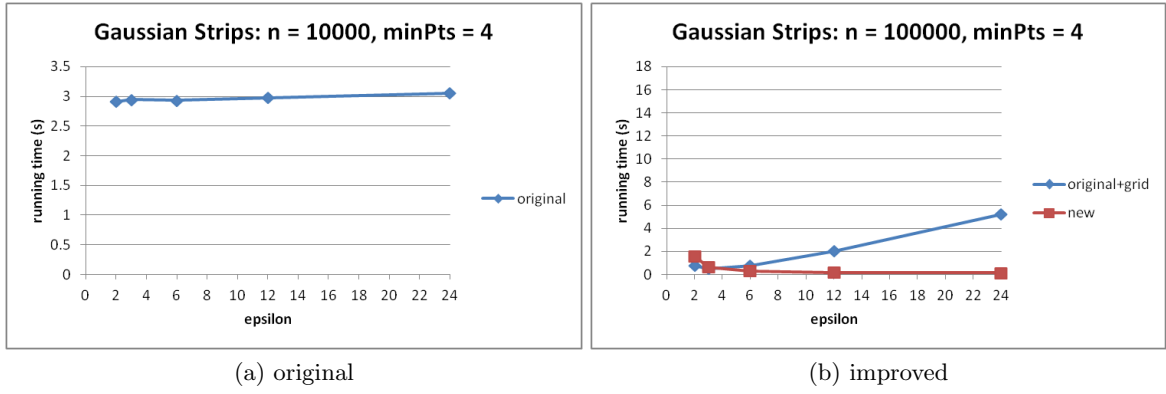 Gaussian Strips: n = 10000, minPts = 4
running time (s)
3.5
3
2.5
2
1.5
1
0.5
0
0 2 4 6 8 10 12 14 16 18 20 22 24
epsilon
original
(a) original
Gaussian Strips: n = 100000, minPts = 4
running time (s)
18
16
14
12
10
8
6
4
2
0
0 2 4 6 8 10 12 14 16 18 20 22 24
epsilon
original+grid
new
(b) improved